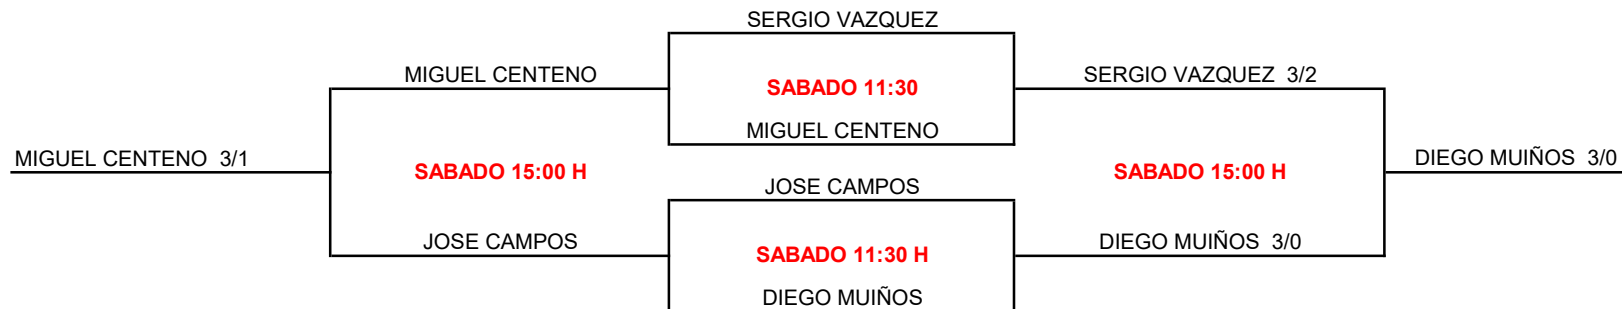 SERGIO VAZQUEZ
MIGUEL CENTENO
SERGIO VAZQUEZ 3/2
SABADO 11:30
MIGUEL CENTENO
MIGUEL CENTENO 3/1
DIEGO MUIÑOS 3/0
SABADO 15:00 H
SABADO 15:00 H
JOSE CAMPOS
JOSE CAMPOS
DIEGO MUIÑOS 3/0
SABADO 11:30 H
DIEGO MUIÑOS